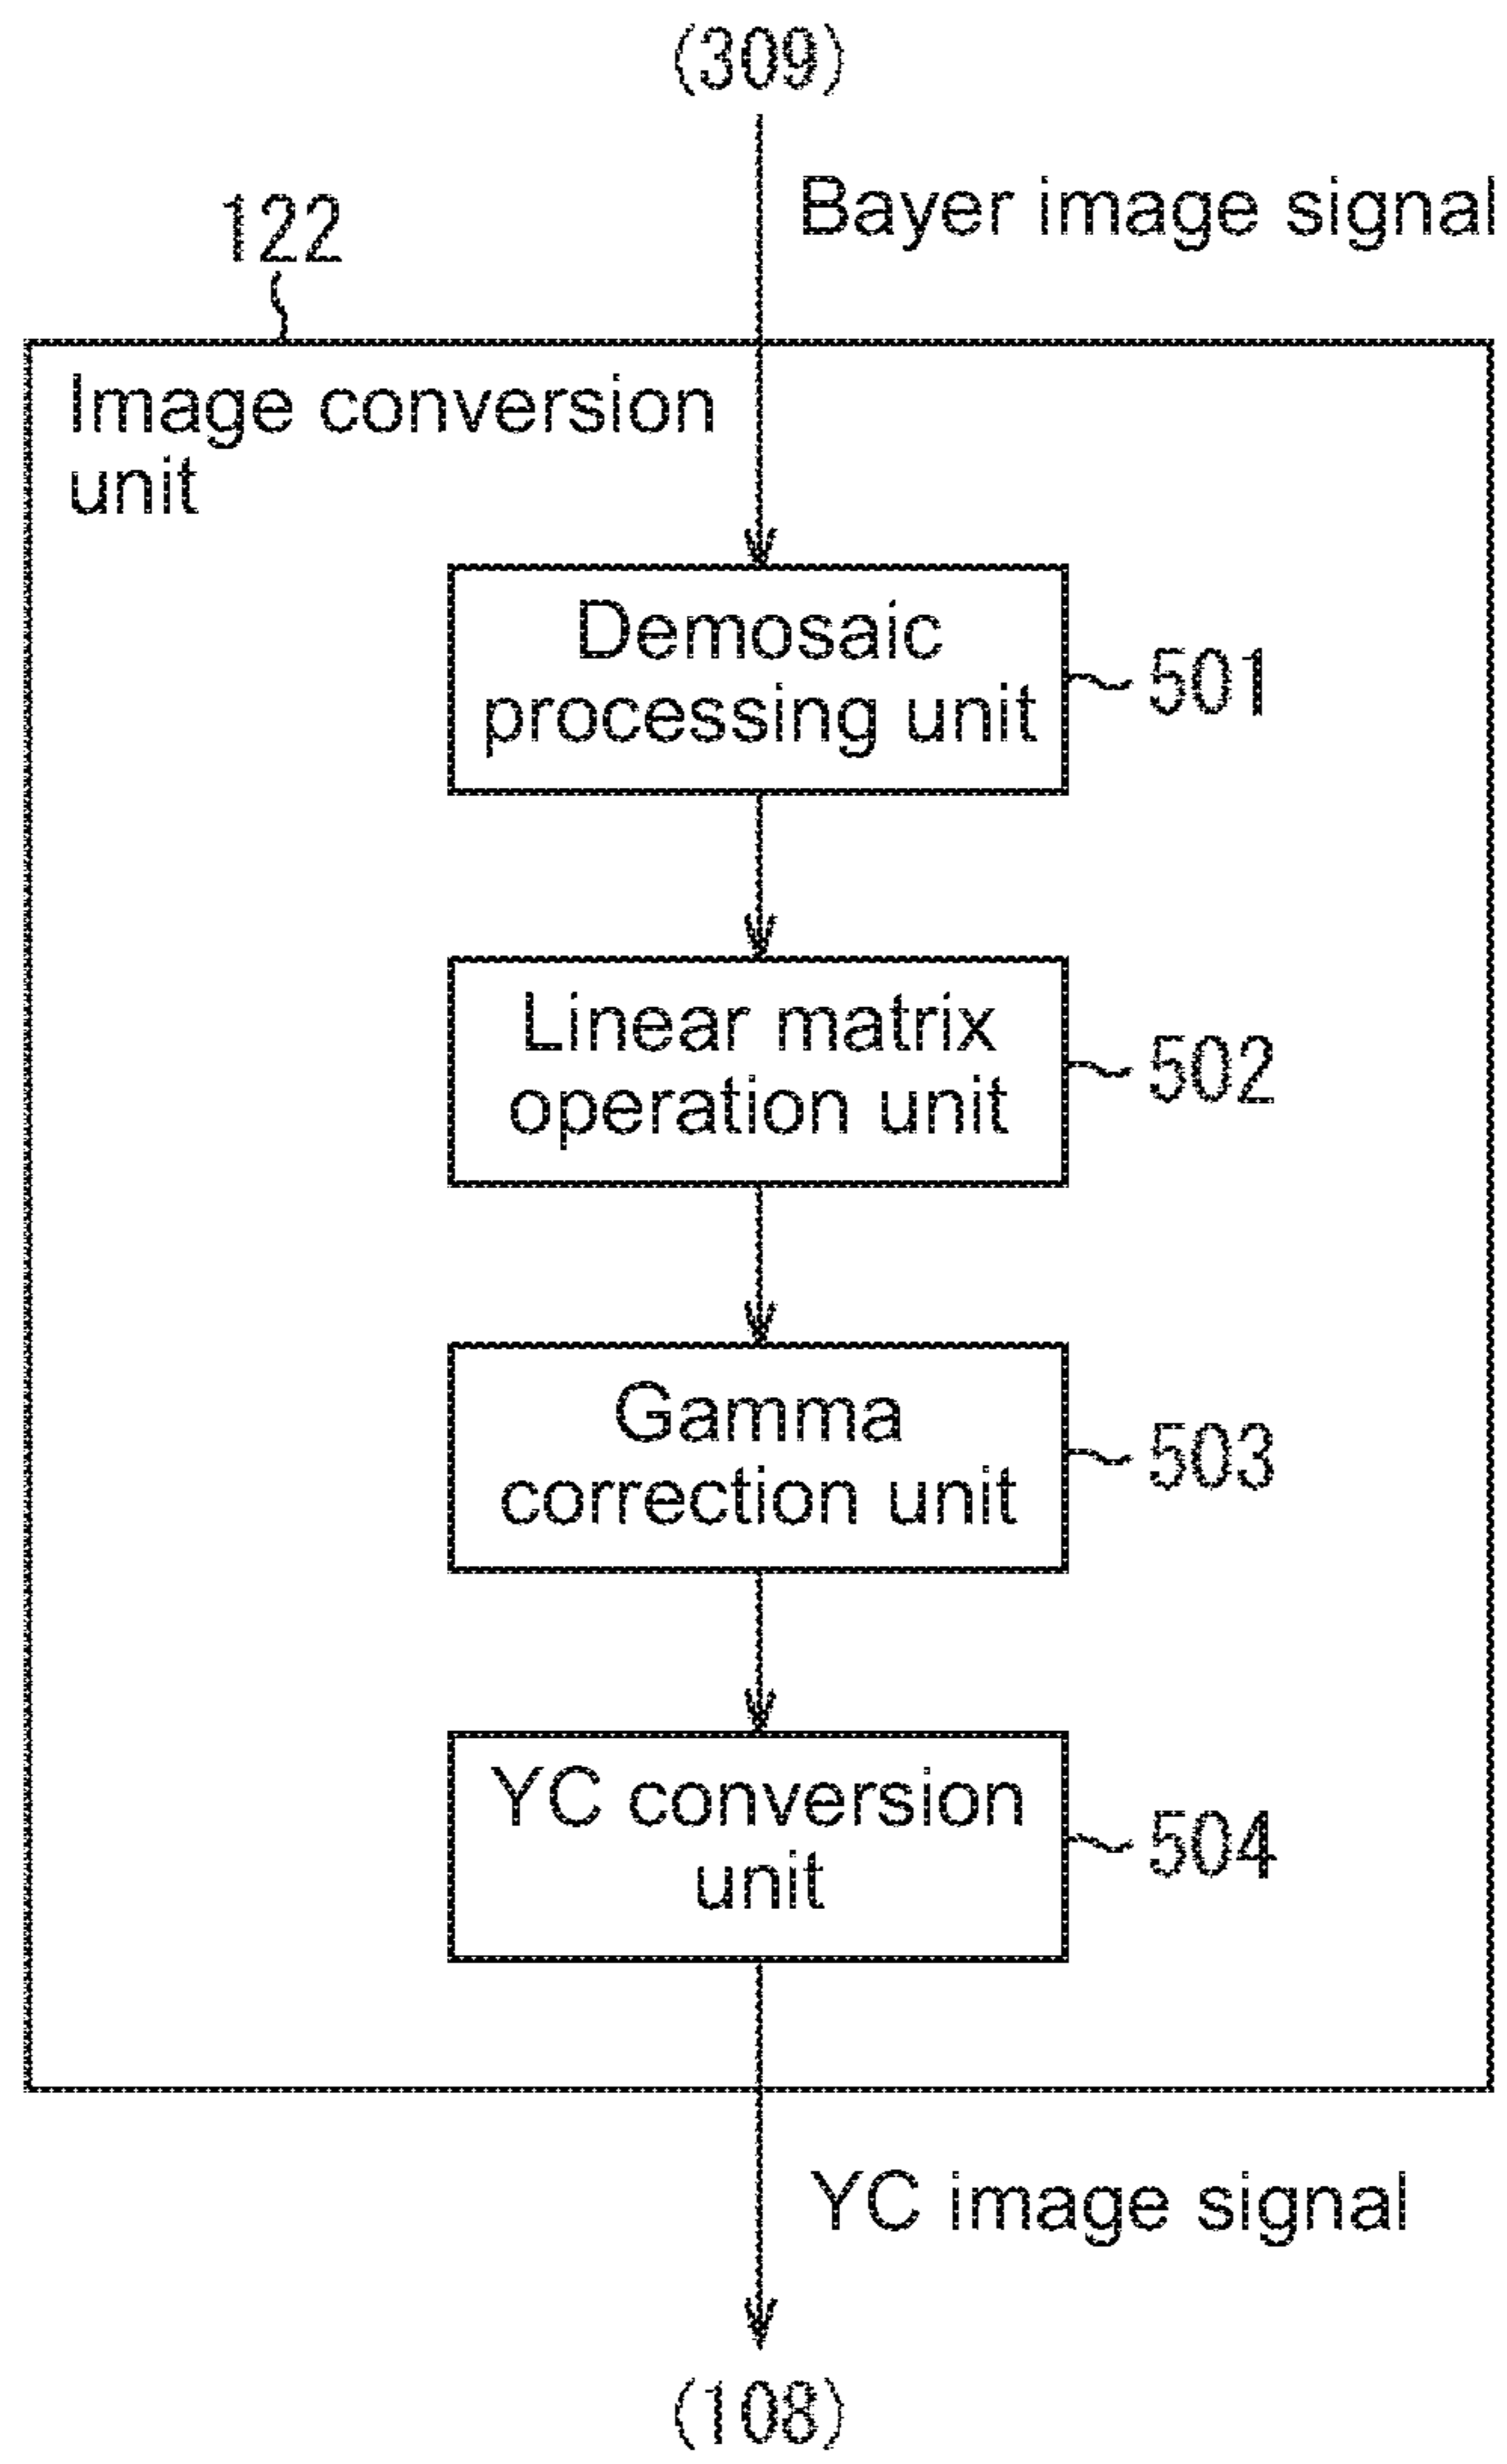 (309)
Bayer image signal
122
Image conversion
unit
Demosaic
processing unit
501
Linear matrix
operation unit
502
Gamma
correction unit
503
YC conversion
unit
504
YC image signal
(108)